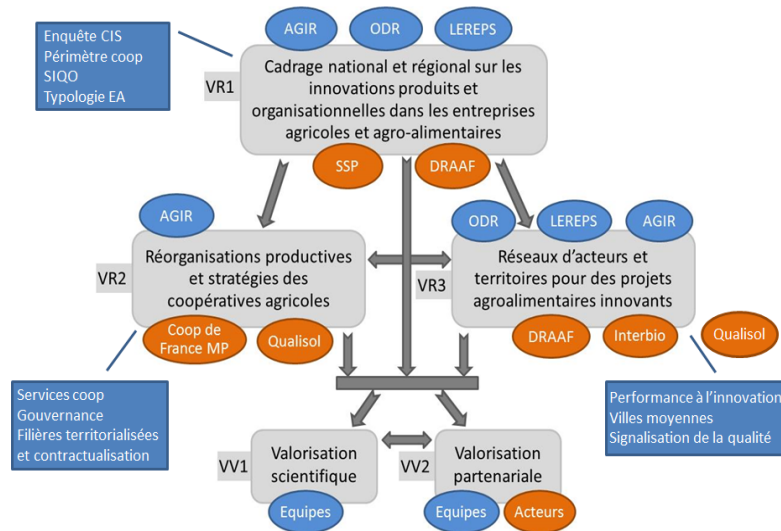 Enquête CIS
Périmètre coop
SIQO
Typologie EA
AGIR
ODR
LEREPS
VR1
Cadrage national et régional sur les
innovations produits et
organisationnelles dans les entreprises
agricoles et agro-alimentaires
SSP
DRAAF
AGIR
VR2
Réorganisations productives
et stratégies des
coopératives agricoles
Coop de
France MP
Qualisol
ODR
LEREPS
AGIR
VR3
Réseaux d'acteurs et
territoires pour des projets
agroalimentaires innovants
DRAAF
Interbio
Qualisol
Services coop
Gouvernance
Filières territorialisées
et contractualisation
Performance à l'innovation
Villes moyennes
Signalisation de la qualité
VV1
Valorisation
scientifique
Equipes
VV2
Valorisation
partenariale
Equipes
Acteurs